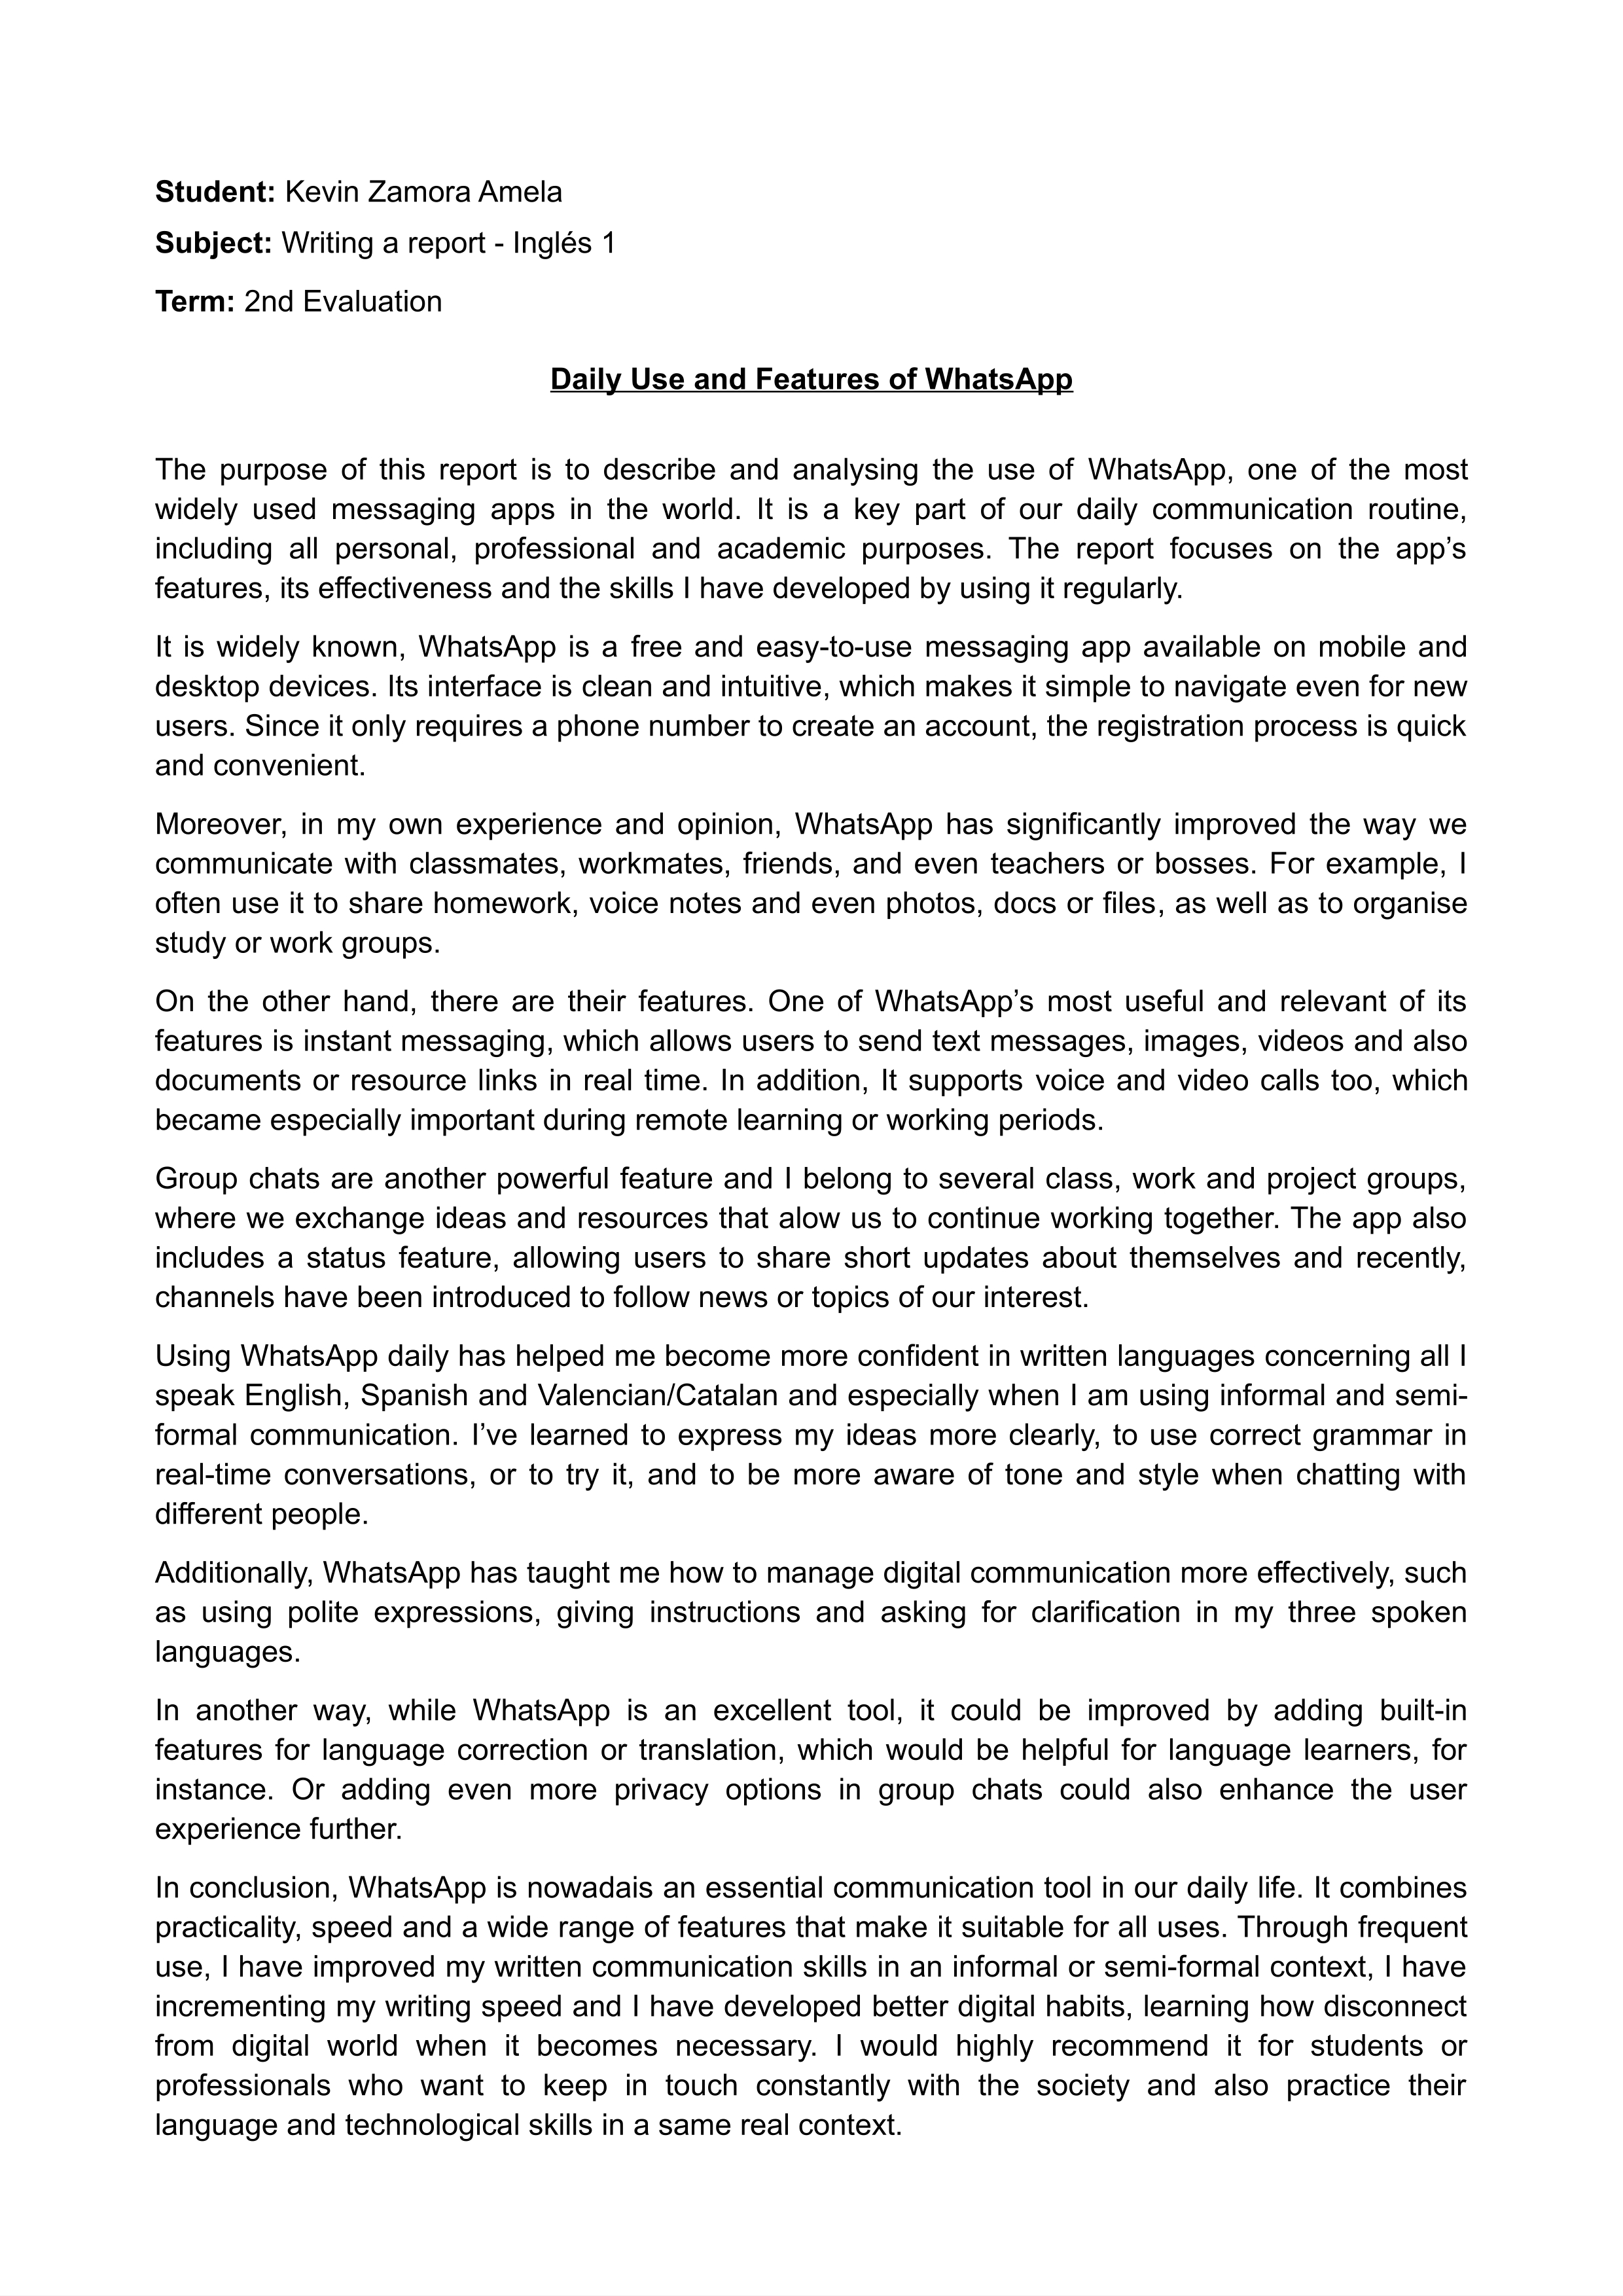 Student: Kevin Zamora Amela
Subject: Writing a report - Inglés 1
Term: 2nd Evaluation
Daily Use and Features of WhatsApp
The purpose of this report is to describe and analysing the use of WhatsApp, one of the most
widely used messaging apps in the world. It is a key part of our daily communication routine,
including all personal, professional and academic purposes. The report focuses on the app’s
features, its effectiveness and the skills I have developed by using it regularly.
It is widely known, WhatsApp is a free and easy-to-use messaging app available on mobile and
desktop devices. Its interface is clean and intuitive, which makes it simple to navigate even for new
users. Since it only requires a phone number to create an account, the registration process is quick
and convenient.
Moreover, in my own experience and opinion, WhatsApp has significantly improved the way we
communicate with classmates, workmates, friends, and even teachers or bosses. For example, I
often use it to share homework, voice notes and even photos, docs or files, as well as to organise
study or work groups.
On the other hand, there are their features. One of WhatsApp’s most useful and relevant of its
features is instant messaging, which allows users to send text messages, images, videos and also
documents or resource links in real time. In addition, It supports voice and video calls too, which
became especially important during remote learning or working periods.
Group chats are another powerful feature and I belong to several class, work and project groups,
where we exchange ideas and resources that alow us to continue working together. The app also
includes a status feature, allowing users to share short updates about themselves and recently,
channels have been introduced to follow news or topics of our interest.
Using WhatsApp daily has helped me become more confident in written languages concerning all I
speak English, Spanish and Valencian/Catalan and especially when I am using informal and semi-
formal communication. I’ve learned to express my ideas more clearly, to use correct grammar in
real-time conversations, or to try it, and to be more aware of tone and style when chatting with
different people.
Additionally, WhatsApp has taught me how to manage digital communication more effectively, such
as using polite expressions, giving instructions and asking for clarification in my three spoken
languages.
In another way, while WhatsApp is an excellent tool, it could be improved by adding built-in
features for language correction or translation, which would be helpful for language learners, for
instance. Or adding even more privacy options in group chats could also enhance the user
experience further.
In conclusion, WhatsApp is nowadais an essential communication tool in our daily life. It combines
practicality, speed and a wide range of features that make it suitable for all uses. Through frequent
use, I have improved my written communication skills in an informal or semi-formal context, I have
incrementing my writing speed and I have developed better digital habits, learning how disconnect
from digital world when it becomes necessary. I would highly recommend it for students or
professionals who want to keep in touch constantly with the society and also practice their
language and technological skills in a same real context.